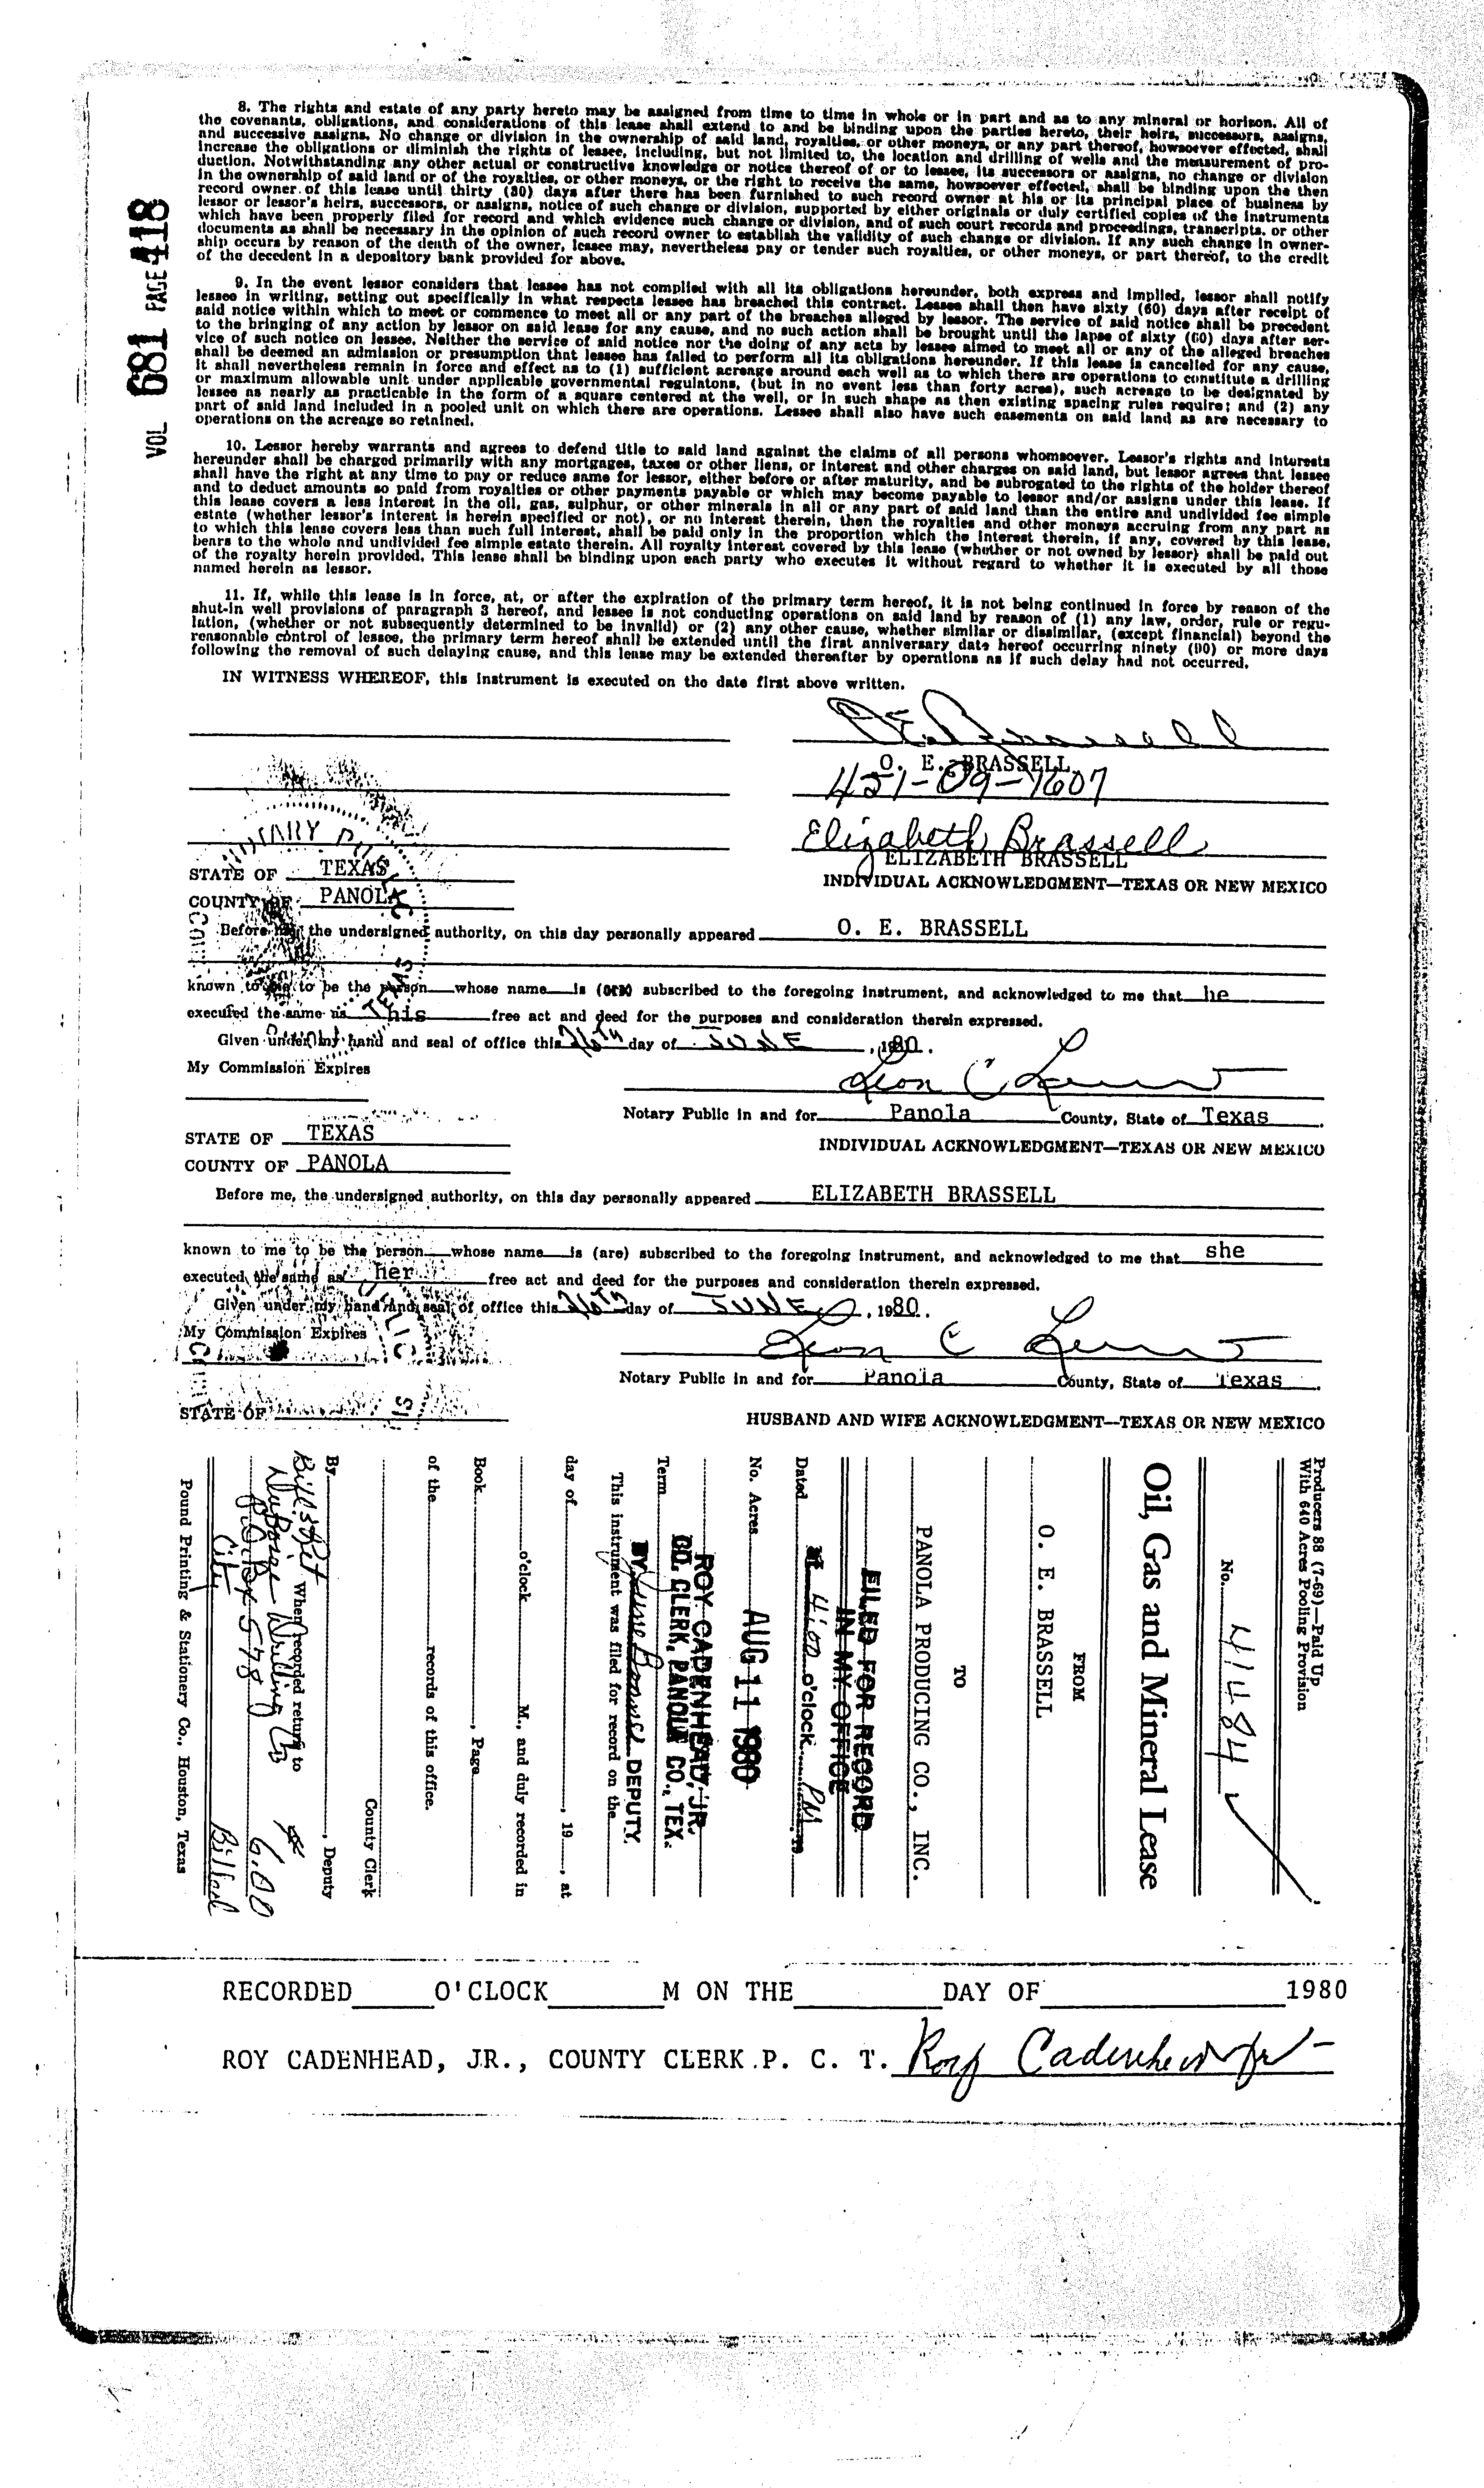 VOL 681 PAGE 418
8. The rights and estate of any party hereto may be assigned from time to time in whole or in part and as to any mineral or horizon. All of
the covenants, obligations, and considerations of this lease shall extend to and be binding upon the parties hereto, their heirs, successors, assigns,
and successive assigns. No change or division in the ownership of said land, royalties, or other moneys, or any part thereof, howsoever effected, shall
increase the obligations or diminish the rights of lessee, including, but not limited to, the location and drilling of wells and the measurement of pro-
duction. Notwithstanding any other actual or constructive knowledge or notice thereof of or to lessee, its successors or assigns, no change or division
in the ownership of said land or of the royalties, or other moneys, or the right to receive the same, howsoever effected, shall be binding upon the then
record owner of this lease until thirty (30) days after there has been furnished to such record owner at his or its principal place of business by
lessor or lessor's heirs, successors, or assigns, notice of such change or division, supported by either originals or duly certified copies of the instruments
which have been properly filed for record and which evidence such change or division, and of such court records and proceedings, transcripts, or other
documents as shall be necessary in the opinion of such record owner to establish the validity of such change or division. If any such change in owner-
ship occurs by reason of the death of the owner, lessee may, nevertheless pay or tender such royalties, or other moneys, or part thereof, to the credit
of the decedent in a depository bank provided for above.
9. In the event lessor considers that lessee has not complied with all its obligations hereunder, both express and implied, lessor shall notify
lessee in writing, setting out specifically in what respects lessee has breached this contract. Lessee shall then have sixty (60) days after receipt of
said notice within which to meet or commence to meet all or any part of the breaches alleged by lessor. The service of said notice shall be precedent
to the bringing of any action by lessor on said lease for any cause, and no such action shall be brought until the lapse of sixty (60) days after ser-
vice of such notice on lessee. Neither the service of said notice nor the doing of any acts by lessee aimed to meet all or any of the alleged breaches
shall be deemed an admission or presumption that lessee has failed to perform all its obligations hereunder. If this lease is cancelled for any cause,
it shall nevertheless remain in force and effect as to (1) sufficient acreage around each well as to which there are operations to constitute a drilling
or maximum allowable unit under applicable governmental regulatons, (but in no event less than forty acres), such acreage to be designated by
lessee as nearly as practicable in the form of a square centered at the well, or in such shape as then existing spacing rules require; and (2) any
part of said land included in a pooled unit on which there are operations. Lessee shall also have such easements on said land as are necessary to
operations on the acreage so retained.
10. Lessor hereby warrants and agrees to defend title to said land against the claims of all persons whomsoever. Lessor's rights and interests
hereunder shall be charged primarily with any mortgages, taxes or other liens, or interest and other charges on said land, but lessor agrees that lessee
shall have the right at any time to pay or reduce same for lessor, either before or after maturity, and be subrogated to the rights of the holder thereof
and to deduct amounts so paid from royalties or other payments payable or which may become payable to lessor and/or assigns under this lease. If
this lease covers a less interest in the oil, gas, sulphur, or other minerals in all or any part of said land than the entire and undivided fee simple
estate (whether lessor's interest is herein specified or not), or no interest therein, then the royalties and other moneys accruing from any part as
to which this lease covers less than such full interest, shall be paid only in the proportion which the interest therein, if any, covered by this lease,
bears to the whole and undivided fee simple estate therein. All royalty interest covered by this lease (whether or not owned by lessor) shall be paid out
of the royalty herein provided. This lease shall be binding upon each party who executes it without regard to whether it is executed by all those
named herein as lessor.
11. If, while this lease is in force, at, or after the expiration of the primary term hereof, it is not being continued in force by reason of the
shut-in well provisions of paragraph 3 hereof, and lessee is not conducting operations on said land by reason of (1) any law, order, rule or regu-
lation, (whether or not subsequently determined to be invalid) or (2) any other cause, whether similar or dissimilar, (except financial) beyond the
reasonable control of lessee, the primary term hereof shall be extended until the first anniversary date hereof occurring ninety (90) or more days
following the removal of such delaying cause, and this lease may be extended thereafter by operations as if such delay had not occurred.
IN WITNESS WHEREOF, this instrument is executed on the date first above written.
O. E. Brassell
O. E. BRASSELL
421-09-1607
Elizabeth Brassell
ELIZABETH BRASSELL
STATE OF TEXAS
INDIVIDUAL ACKNOWLEDGMENT—TEXAS OR NEW MEXICO
COUNTY OF PANOLA
Before me, the undersigned authority, on this day personally appeared O. E. BRASSELL
known to me to be the person whose name is (are) subscribed to the foregoing instrument, and acknowledged to me that he
executed the same as his free act and deed for the purposes and consideration therein expressed.
Given under my hand and seal of office this 26TH day of JUNE, 1980.
My Commission Expires
Notary Public in and for Panola County, State of Texas.
STATE OF TEXAS
INDIVIDUAL ACKNOWLEDGMENT—TEXAS OR NEW MEXICO
COUNTY OF PANOLA
Before me, the undersigned authority, on this day personally appeared ELIZABETH BRASSELL
known to me to be the person whose name is (are) subscribed to the foregoing instrument, and acknowledged to me that she
executed the same as her free act and deed for the purposes and consideration therein expressed.
Given under my hand and seal of office this 26TH day of JUNE, 1980.
My Commission Expires
Notary Public in and for Panola County, State of Texas.
STATE OF
HUSBAND AND WIFE ACKNOWLEDGMENT—TEXAS OR NEW MEXICO
Producers 88 (7-69)—Paid Up
With 640 Acres Pooling Provision
No. 41484
Oil, Gas and Mineral Lease
FROM
O. E. BRASSELL
TO
PANOLA PRODUCING CO., INC.
FILED FOR RECORD
IN MY OFFICE
Dated at 4:00 o'clock PM, 19
No. Acres
AUG 11 1980
ROY CADENHEAD, JR.
CO. CLERK, PANOLA CO., TEX.
Term
BY DEPUTY
This instrument was filed for record on the
day of , 19 , at
o'clock M., and duly recorded in
Book , Page
of the records of this office.
County Clerk
By , Deputy
When recorded return to
Drilling Co
P.O. Box 578
City
6.00
Billed
Pound Printing & Stationery Co., Houston, Texas
RECORDED O'CLOCK M ON THE DAY OF 1980
ROY CADENHEAD, JR., COUNTY CLERK P. C. T. Roy Cadenhead Jr